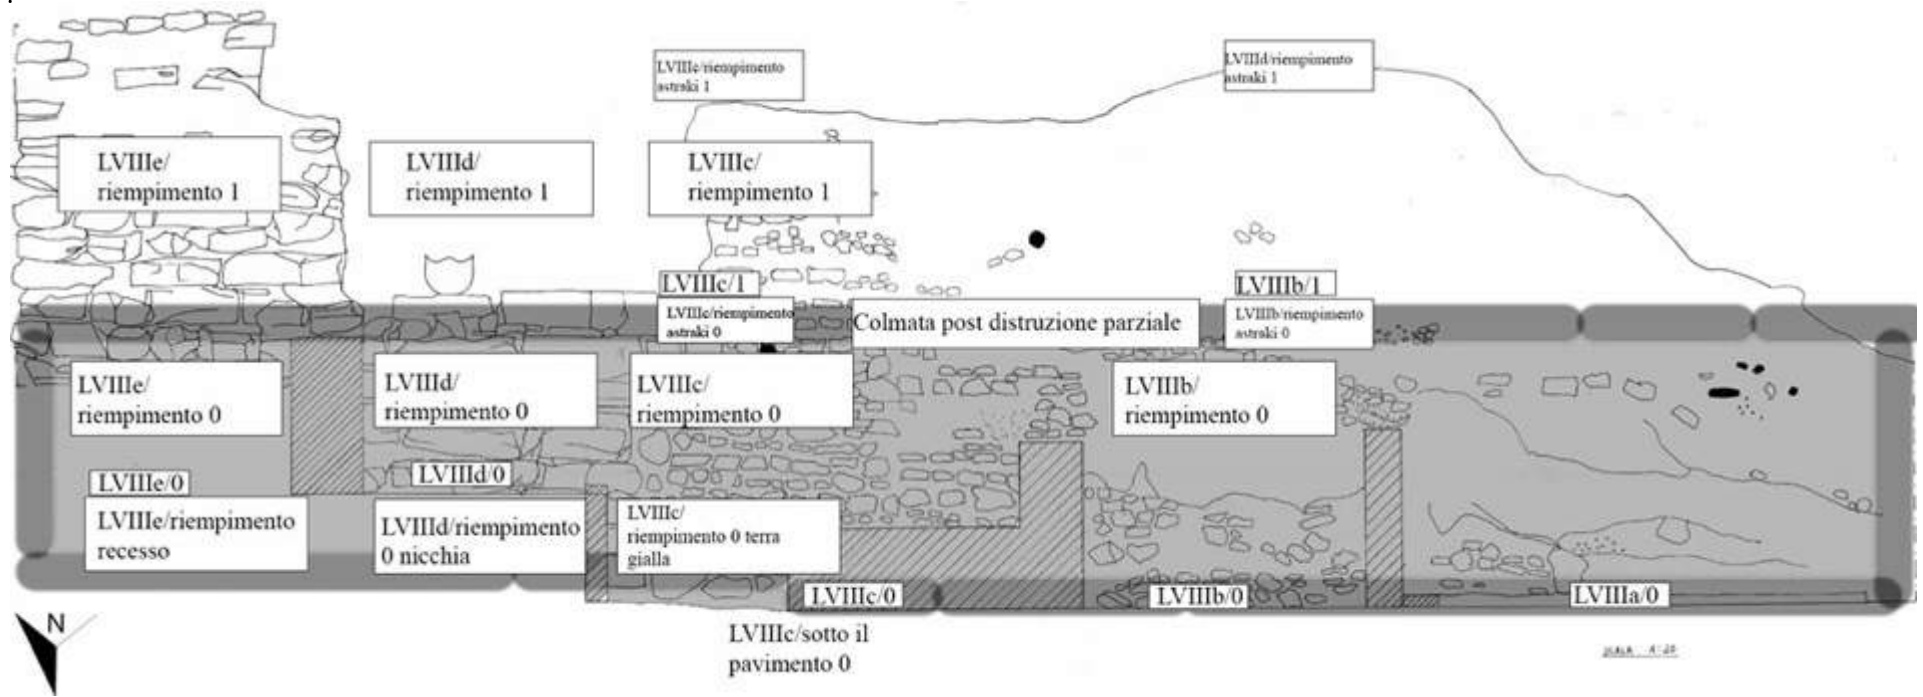 LVIIIc/riempimento
astraki 1
LVIIId/riempimento
astraki 1
LVIIIe/
riempimento 1
LVIIId/
riempimento 1
LVIIIc/
riempimento 1
LVIIIc/1
LVIIIb/1
LVIIIc/riempimento
astraki 0
Colmata post distruzione parziale
LVIIIb/riempimento
astraki 0
LVIIIe/
riempimento 0
LVIIId/
riempimento 0
LVIIIc/
riempimento 0
LVIIIb/
riempimento 0
LVIIIe/0
LVIIId/0
LVIIIe/riempimento
recesso
LVIIId/riempimento
0 nicchia
LVIIIc/
riempimento 0 terra
gialla
LVIIIc/0
LVIIIb/0
LVIIIa/0
N
LVIIIc/sotto il
pavimento 0
SCALA 1:20